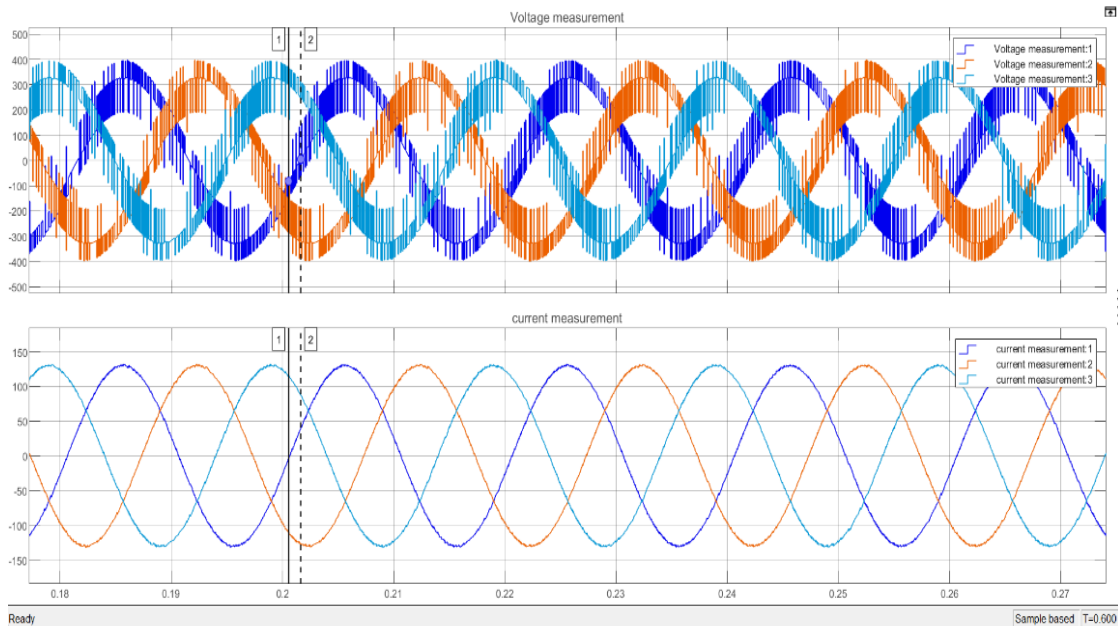 Voltage measurement
1 2
500
400
300
200
100
0
-100
-200
-300
-400
-500
Voltage measurement:1
Voltage measurement:2
Voltage measurement:3
current measurement
1 2
150
100
50
0
-50
-100
-150
current measurement:1
current measurement:2
current measurement:3
0.18 0.19 0.2 0.21 0.22 0.23 0.24 0.25 0.26 0.27
Ready Sample based T=0.600